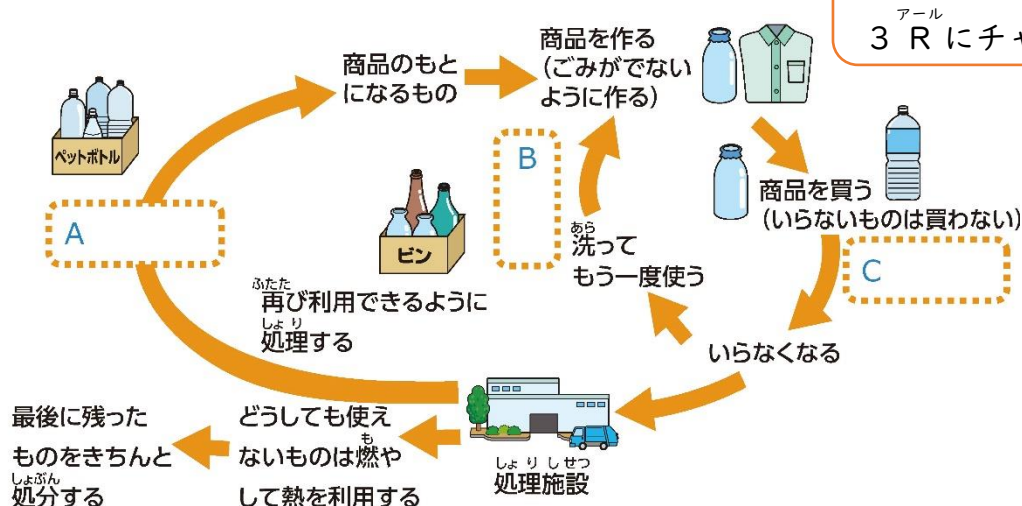 アール
3 R にチャ
商品を作る
(ごみがでない
ように作る)
商品のもと
になるもの
ペットボトル
B
商品を買う
(いらないものは買わない)
A
ビン
あら
洗って
もう一度使う
C
ふたた
再び利用できるように
しょり
処理する
いらなくなる
最後に残った
ものをきちんと
しょぶん
処分する
どうしても使え
も
ないものは燃や
して熱を利用する
しょりしせつ
処理施設